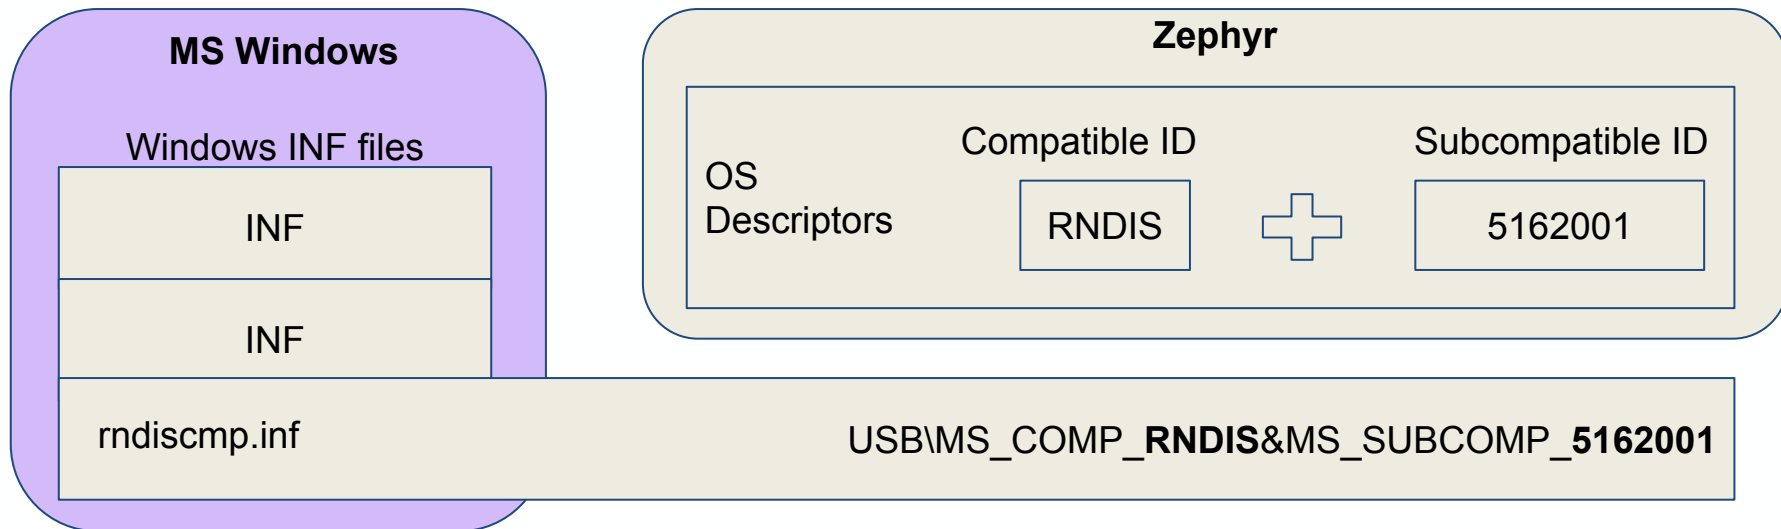 MS Windows
Windows INF files
INF
INF
rndiscmp.inf
USB\MS_COMP_RNDIS&MS_SUBCOMP_5162001
Zephyr
OS
Descriptors
Compatible ID
RNDIS
Subcompatible ID
5162001